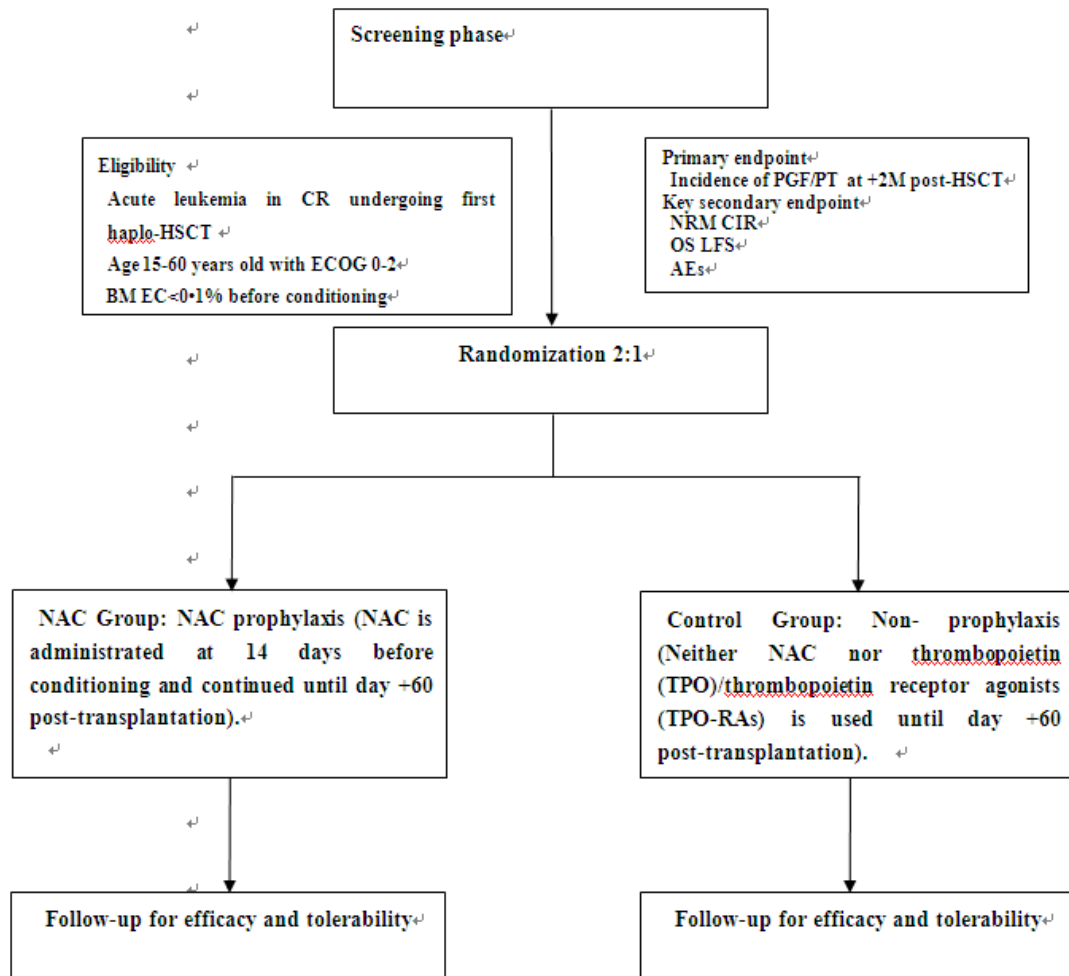 Screening phase
Eligibility
Acute leukemia in CR undergoing first
haplo-HSCT
Age 15-60 years old with ECOG 0-2
BM EC<0•1% before conditioning
Primary endpoint
Incidence of PGF/PT at +2M post-HSCT
Key secondary endpoint
NRM CIR
OS LFS
AEs
Randomization 2:1
NAC Group: NAC prophylaxis (NAC is
administrated at 14 days before
conditioning and continued until day +60
post-transplantation).
Control Group: Non- prophylaxis
(Neither NAC nor thrombopoietin
(TPO)/thrombopoietin receptor agonists
(TPO-RAs) is used until day +60
post-transplantation).
Follow-up for efficacy and tolerability
Follow-up for efficacy and tolerability